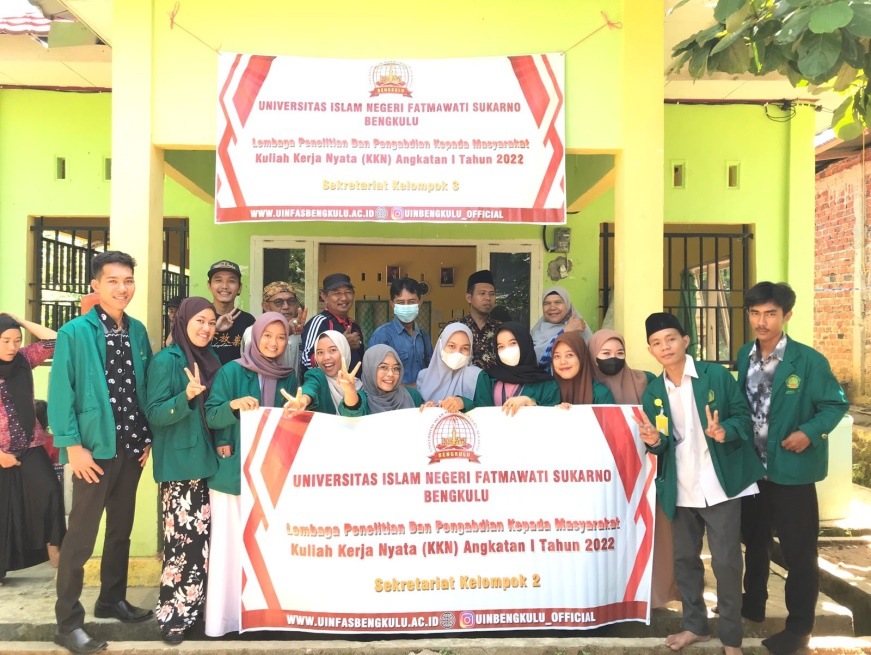 BENGKULU
UNIVERSITAS ISLAM NEGERI FATMAWATI SUKARNO
BENGKULU
Lembaga Penelitian Dan Pengabdian Kepada Masyarakat
Kuliah Kerja Nyata (KKN) Angkatan I Tahun 2022
Sekretariat Kelompok 3
WWW.UINFASBENGKULU.AC.ID UINBENGKULU_OFFICIAL
BENGKULU
UNIVERSITAS ISLAM NEGERI FATMAWATI SUKARNO
BENGKULU
Lembaga Penelitian Dan Pengabdian Kepada Masyarakat
Kuliah Kerja Nyata (KKN) Angkatan I Tahun 2022
Sekretariat Kelompok 2
WWW.UINFASBENGKULU.AC.ID UINBENGKULU_OFFICIAL